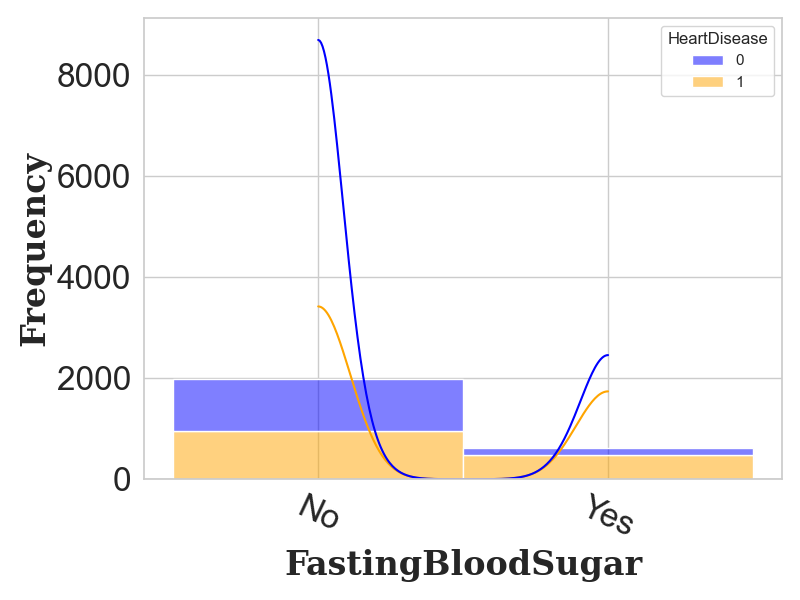 HeartDisease
0
1
8000
6000
4000
2000
0
Frequency
No
Yes
FastingBloodSugar